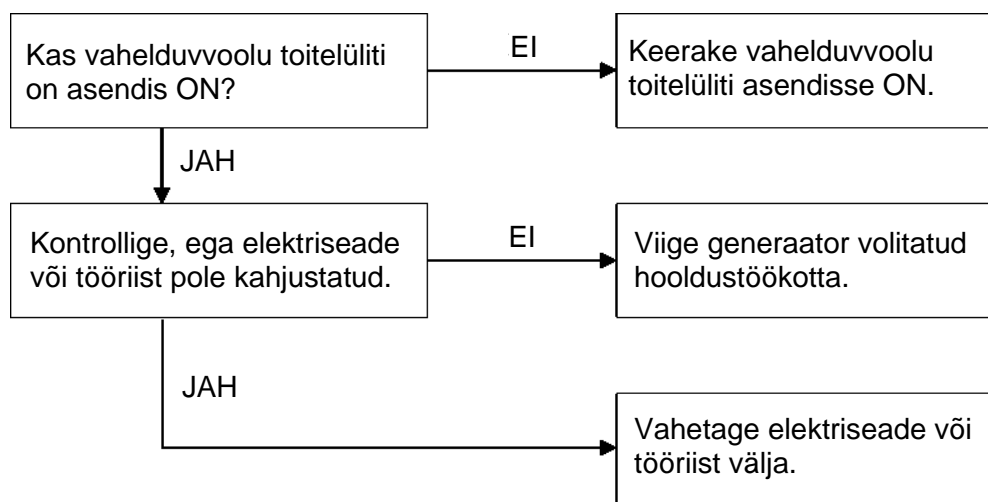 Kas vahelduvvoolu toitelüliti
on asendis ON?
EI
Keerake vahelduvvoolu
toitelüliti asendisse ON.
JAH
Kontrollige, ega elektriseade
või tööriist pole kahjustatud.
EI
Viige generaator volitatud
hooldustöökotta.
JAH
Vahetage elektriseade või
tööriist välja.